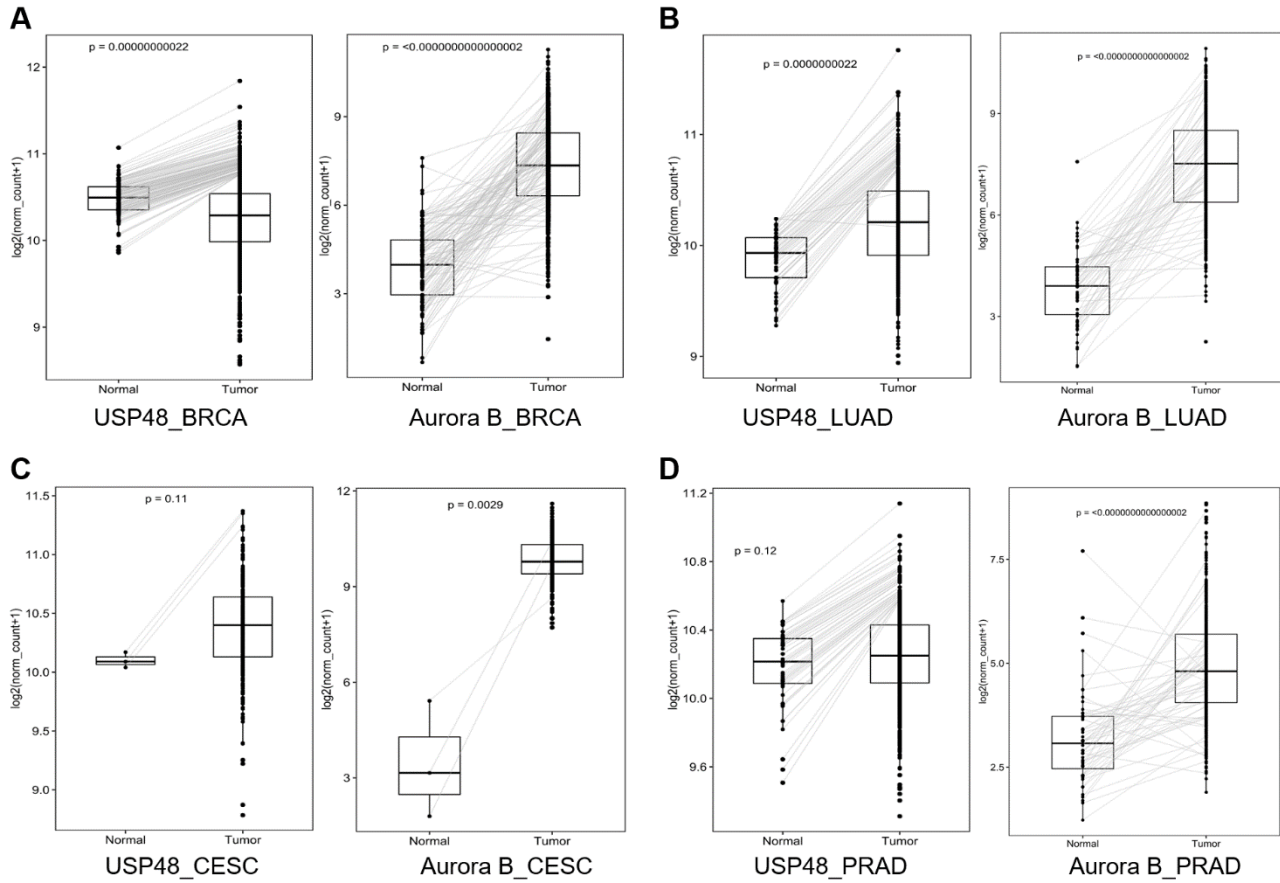 A
p = 0.00000000022
log2(norm_count+1)
12
11
10
9
Normal Tumor
USP48_BRCA
p = <0.0000000000000002
log2(norm_count+1)
9
6
3
Normal Tumor
Aurora B_BRCA
B
p = 0.0000000022
log2(norm_count+1)
11
10
9
Normal Tumor
USP48_LUAD
p = <0.0000000000000002
log2(norm_count+1)
9
6
3
Normal Tumor
Aurora B_LUAD
C
p = 0.11
log2(norm_count+1)
11.5
11.0
10.5
10.0
9.5
9.0
Normal Tumor
USP48_CESC
p = 0.0029
log2(norm_count+1)
12
9
6
3
Normal Tumor
Aurora B_CESC
D
p = 0.12
log2(norm_count+1)
11.2
10.8
10.4
10.0
9.6
Normal Tumor
USP48_PRAD
p = <0.0000000000000002
log2(norm_count+1)
7.5
5.0
2.5
Normal Tumor
Aurora B_PRAD